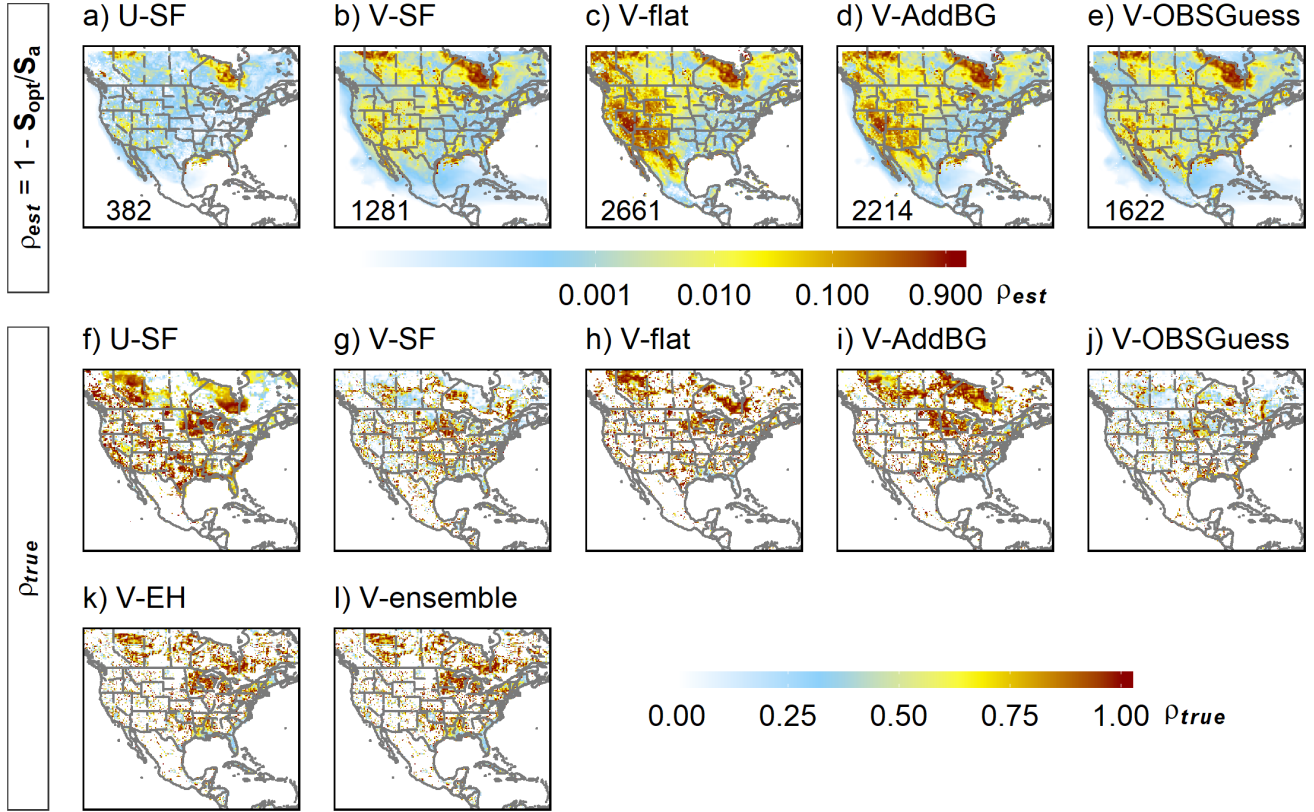 a) U-SF
b) V-SF
c) V-flat
d) V-AddBG
e) V-OBSGuess
ρest = 1 - Sopt/Sa
382
1281
2661
2214
1622
0.001
0.010
0.100
0.900
ρest
f) U-SF
g) V-SF
h) V-flat
i) V-AddBG
j) V-OBSGuess
ρtrue
k) V-EH
l) V-ensemble
0.00
0.25
0.50
0.75
1.00
ρtrue